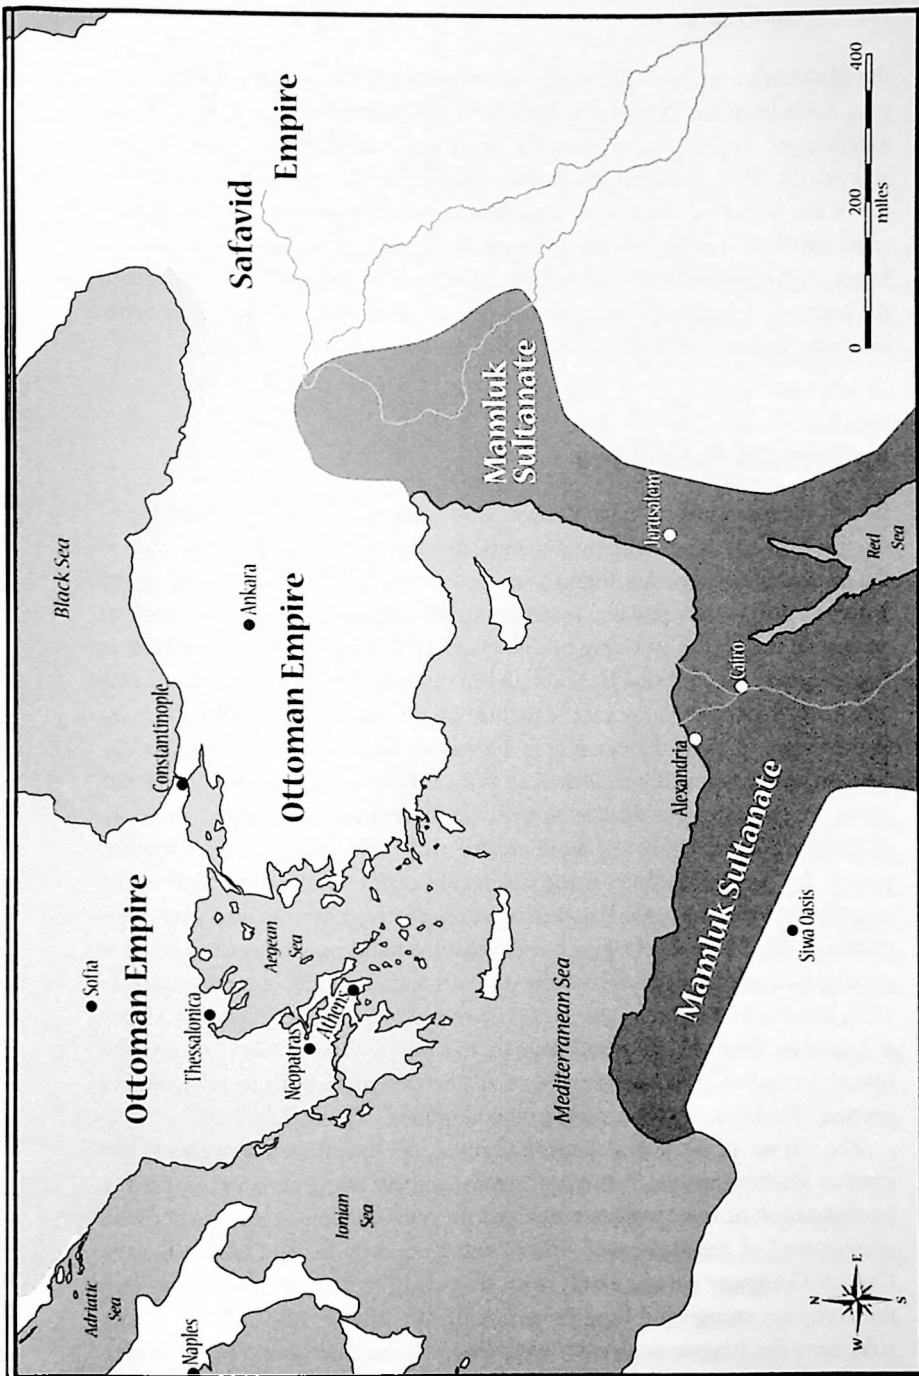 Black Sea
Adriatic
Sea
Naples
Sofia
Ottoman Empire
Thessalonica
Constantinople
Neopatras
Athens
Aegean
Sea
Ionian
Sea
Ankara
Ottoman Empire
Safavid
Empire
Mediterranean Sea
Mamluk
Sultanate
Jerusalem
Alexandria
Cairo
Mamluk Sultanate
Siwa Oasis
Red
Sea
N
W
E
S
0
200
400
miles